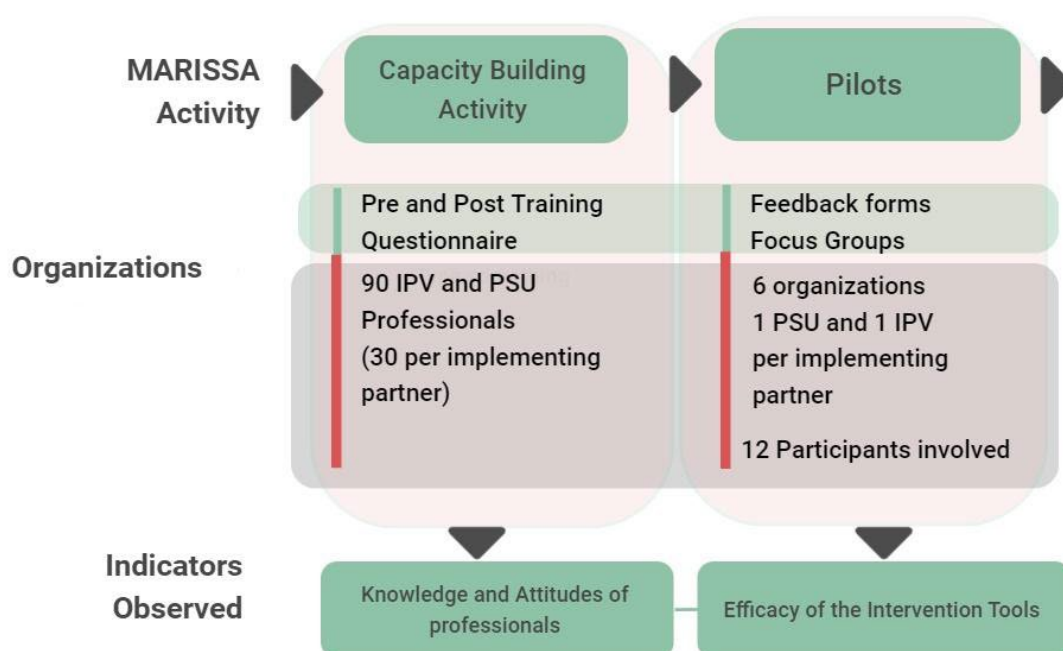 MARISSA
Activity
Capacity Building
Activity
Pilots
Organizations
Pre and Post Training
Questionnaire
90 IPV and PSU
Professionals
(30 per implementing
partner)
Feedback forms
Focus Groups
6 organizations
1 PSU and 1 IPV
per implementing
partner
12 Participants involved
Indicators
Observed
Knowledge and Attitudes of
professionals
Efficacy of the Intervention Tools